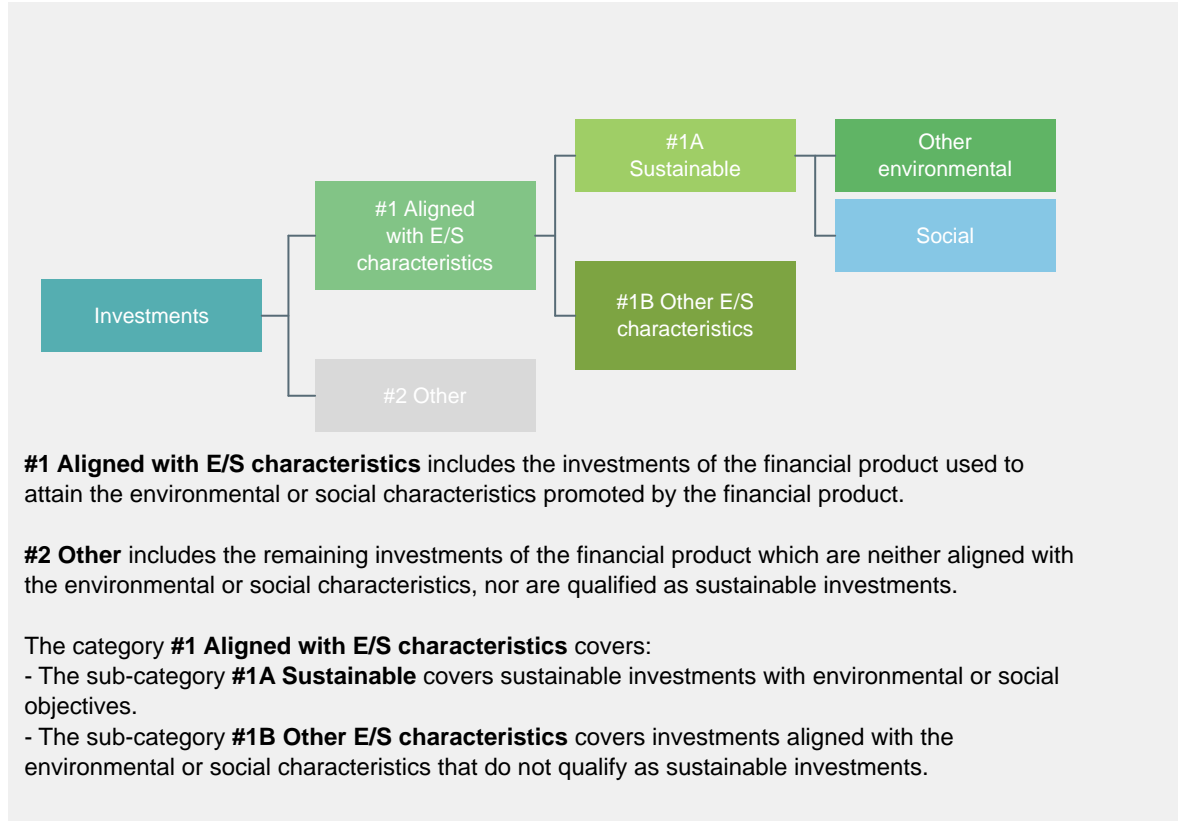 #1A
Sustainable
Other
environmental
#1 Aligned
with E/S
characteristics
Social
Investments
#1B Other E/S
characteristics
#2 Other
#1 Aligned with E/S characteristics includes the investments of the financial product used to
attain the environmental or social characteristics promoted by the financial product.
#2 Other includes the remaining investments of the financial product which are neither aligned with
the environmental or social characteristics, nor are qualified as sustainable investments.
The category #1 Aligned with E/S characteristics covers:
- The sub-category #1A Sustainable covers sustainable investments with environmental or social
objectives.
- The sub-category #1B Other E/S characteristics covers investments aligned with the
environmental or social characteristics that do not qualify as sustainable investments.